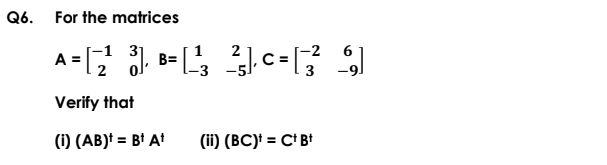 Q6. For the matrices
A = [−1 3 2 0], B= [1 2 −3 −5], C = [−2 6 3 −9]
Verify that
(i) (AB)ᵗ = Bᵗ Aᵗ (ii) (BC)ᵗ = Cᵗ Bᵗ